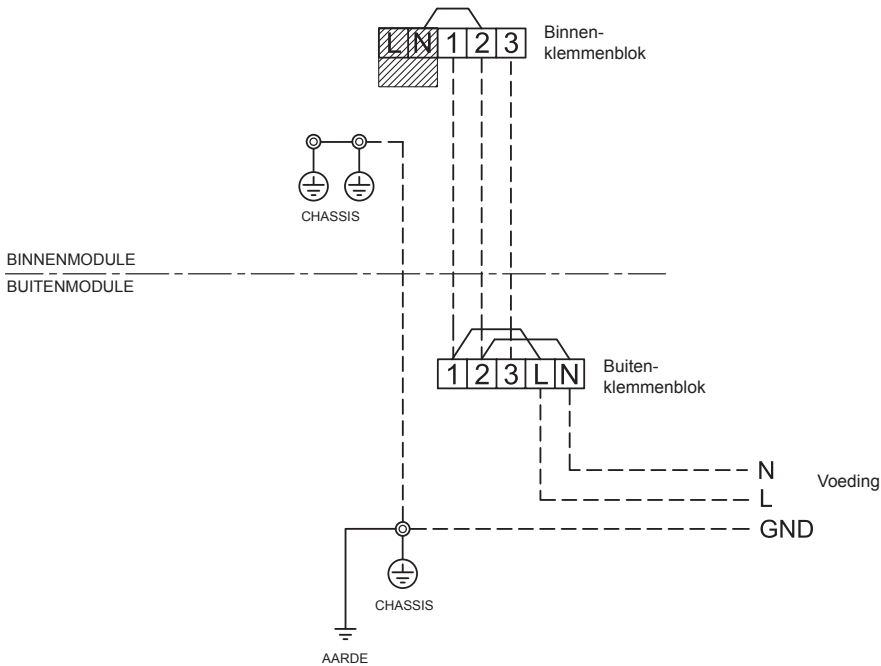 L N 1 2 3
Binnen-
klemmenblok
CHASSIS
BINNENMODULE
BUITENMODULE
1 2 3 L N
Buiten-
klemmenblok
N
Voeding
L
GND
CHASSIS
AARDE